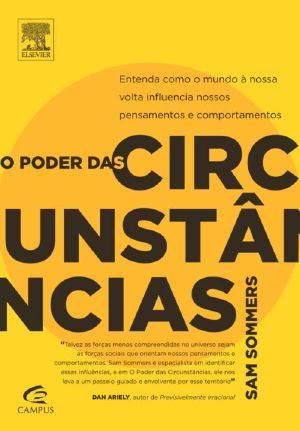 ELSEVIER
Entenda como o mundo à nossa
volta influencia nossos
pensamentos e comportamentos
O PODER DAS CIRC
UNSTÂ
NCIAS
SAM SOMMERS
"Talvez as forças menos compreendidas no universo sejam
as forças sociais que orientam nossos pensamentos e
comportamentos. Sam Sommers é especialista em identificar
essas influências, e em O Poder das Circunstâncias, ele nos
leva a um passeio guiado e envolvente por esse território"
DAN ARIELY, autor de Previsivelmente irracional
CAMPUS